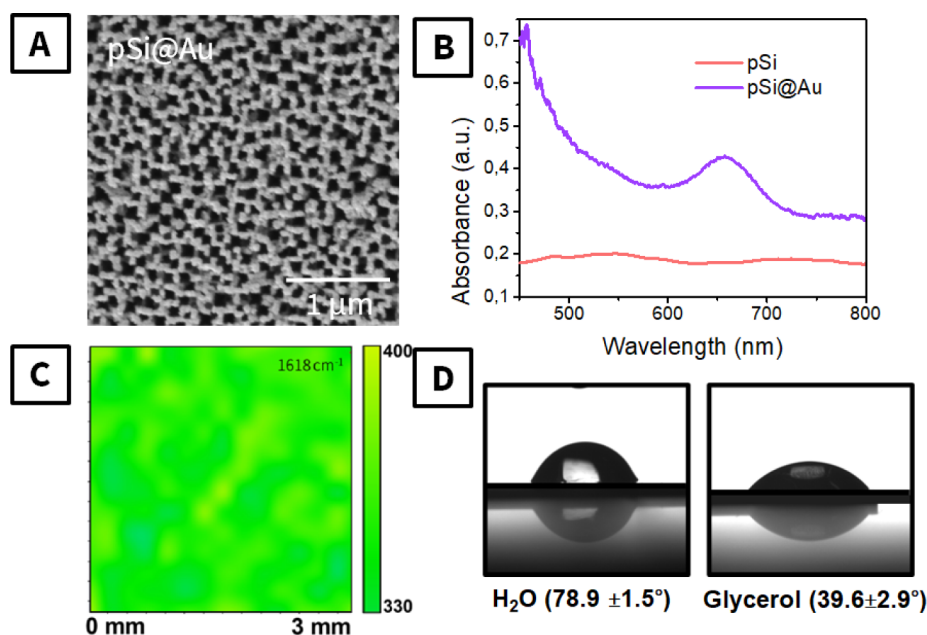 A
pSi@Au
1 µm
B
0,7
0,6
0,5
0,4
0,3
0,2
0,1
Absorbance (a.u.)
pSi
pSi@Au
500
600
700
800
Wavelength (nm)
C
1618 cm⁻¹
400
330
0 mm
3 mm
D
H₂O (78.9 ±1.5°)
Glycerol (39.6±2.9°)